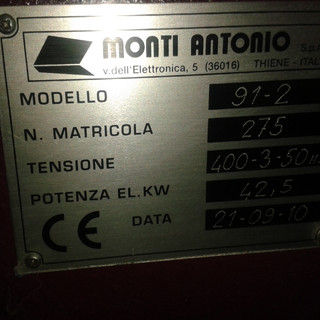 MONTI ANTONIO S.p.A.
v.dell'Elettronica, 5 (36016) THIENE - ITALY
MODELLO 91-2
N. MATRICOLA 275
TENSIONE 400-3-50
POTENZA EL.KW 42,5
CE DATA 21-09-10